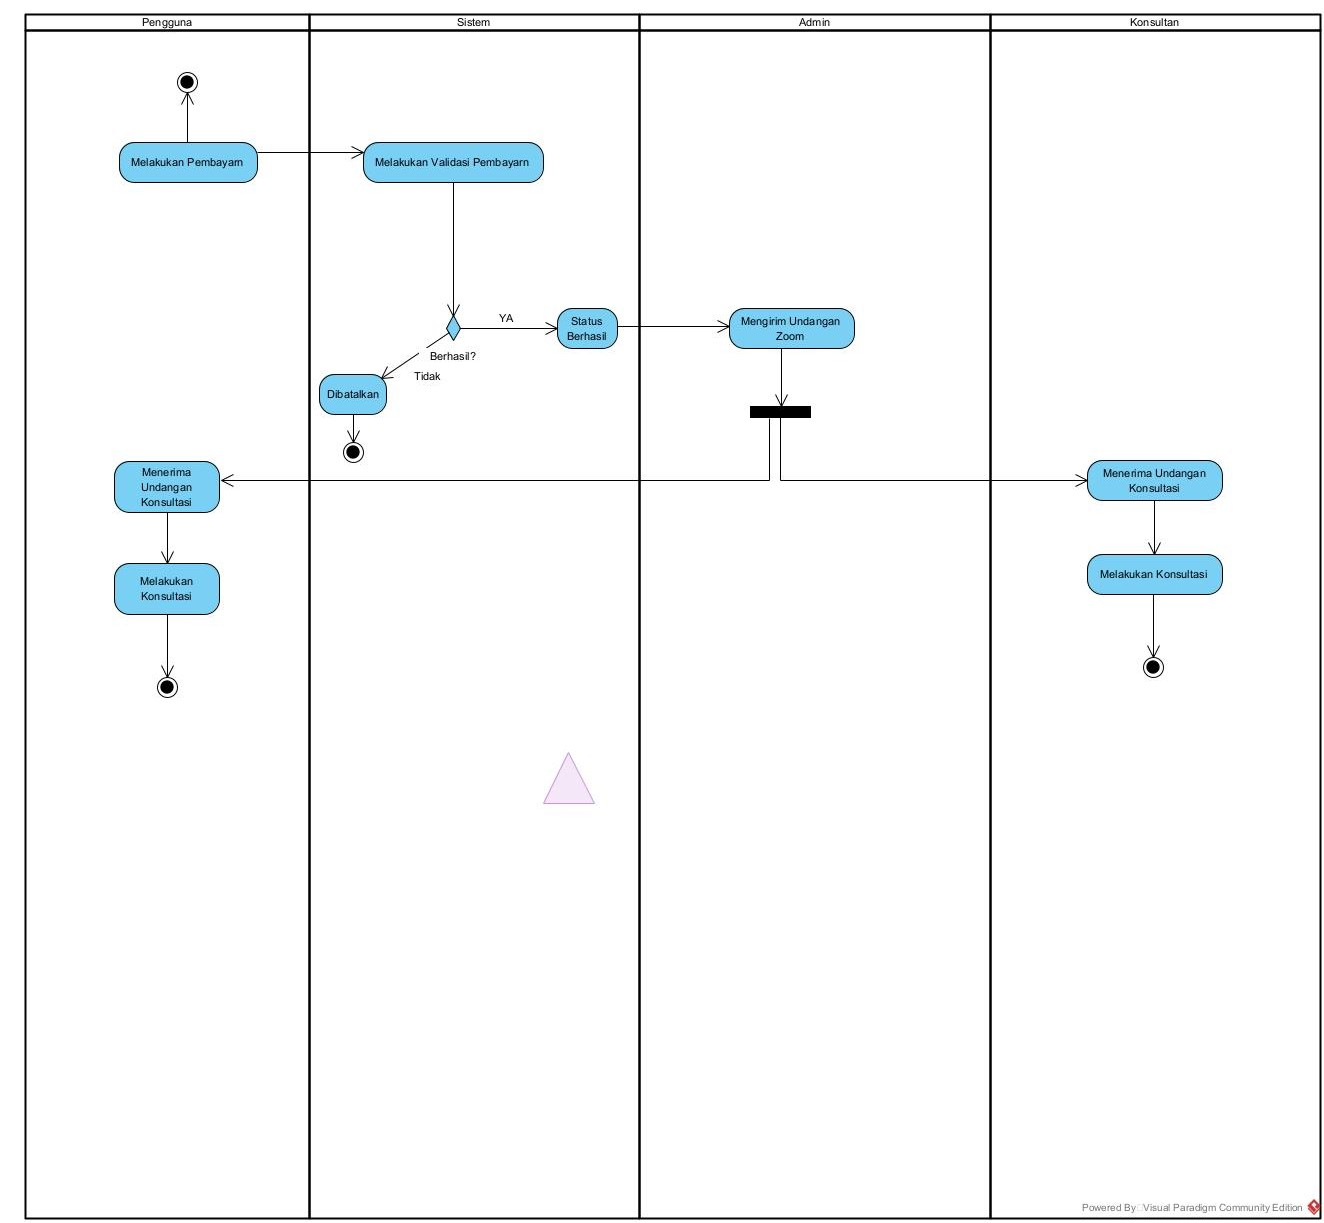 Pengguna
Sistem
Admin
Konsultan
Melakukan Pembayarn
Melakukan Validasi Pembayarn
YA
Status
Berhasil
Mengirim Undangan
Zoom
Berhasil?
Tidak
Dibatalkan
Menerima
Undangan
Konsultasi
Menerima Undangan
Konsultasi
Melakukan
Konsultasi
Melakukan Konsultasi
Powered By Visual Paradigm Community Edition